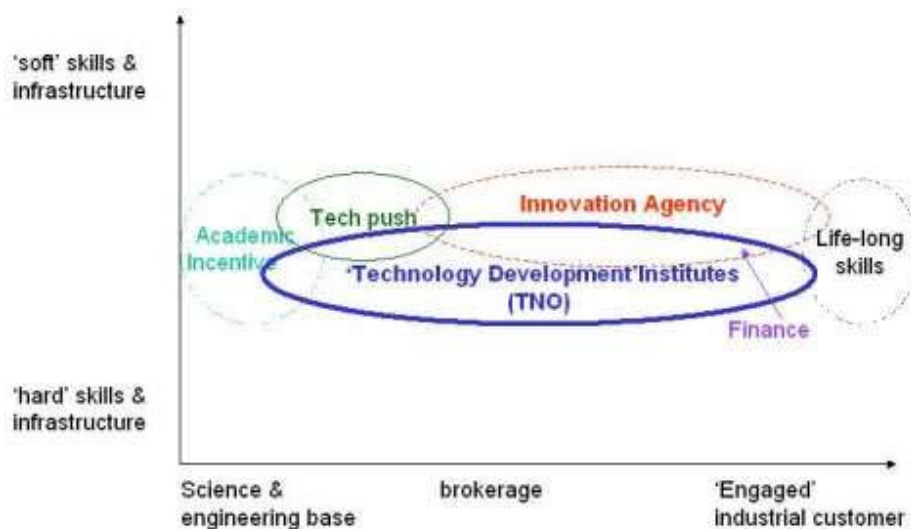 ‘soft’ skills &
infrastructure
Tech push
Innovation Agency
Academic
Incentive
Life-long
skills
‘Technology Development Institutes
(TNO)
Finance
‘hard’ skills &
infrastructure
Science &
engineering base
brokerage
‘Engaged’
industrial customer